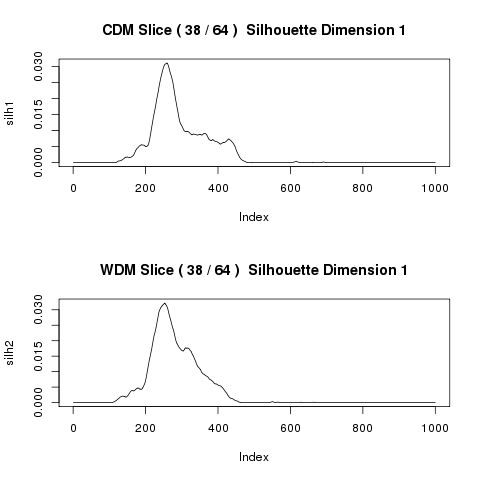 CDM Slice ( 38 / 64 )  Silhouette Dimension 1
silh1
0.030
0.015
0.000
0 200 400 600 800 1000
Index
WDM Slice ( 38 / 64 )  Silhouette Dimension 1
silh2
0.030
0.015
0.000
0 200 400 600 800 1000
Index